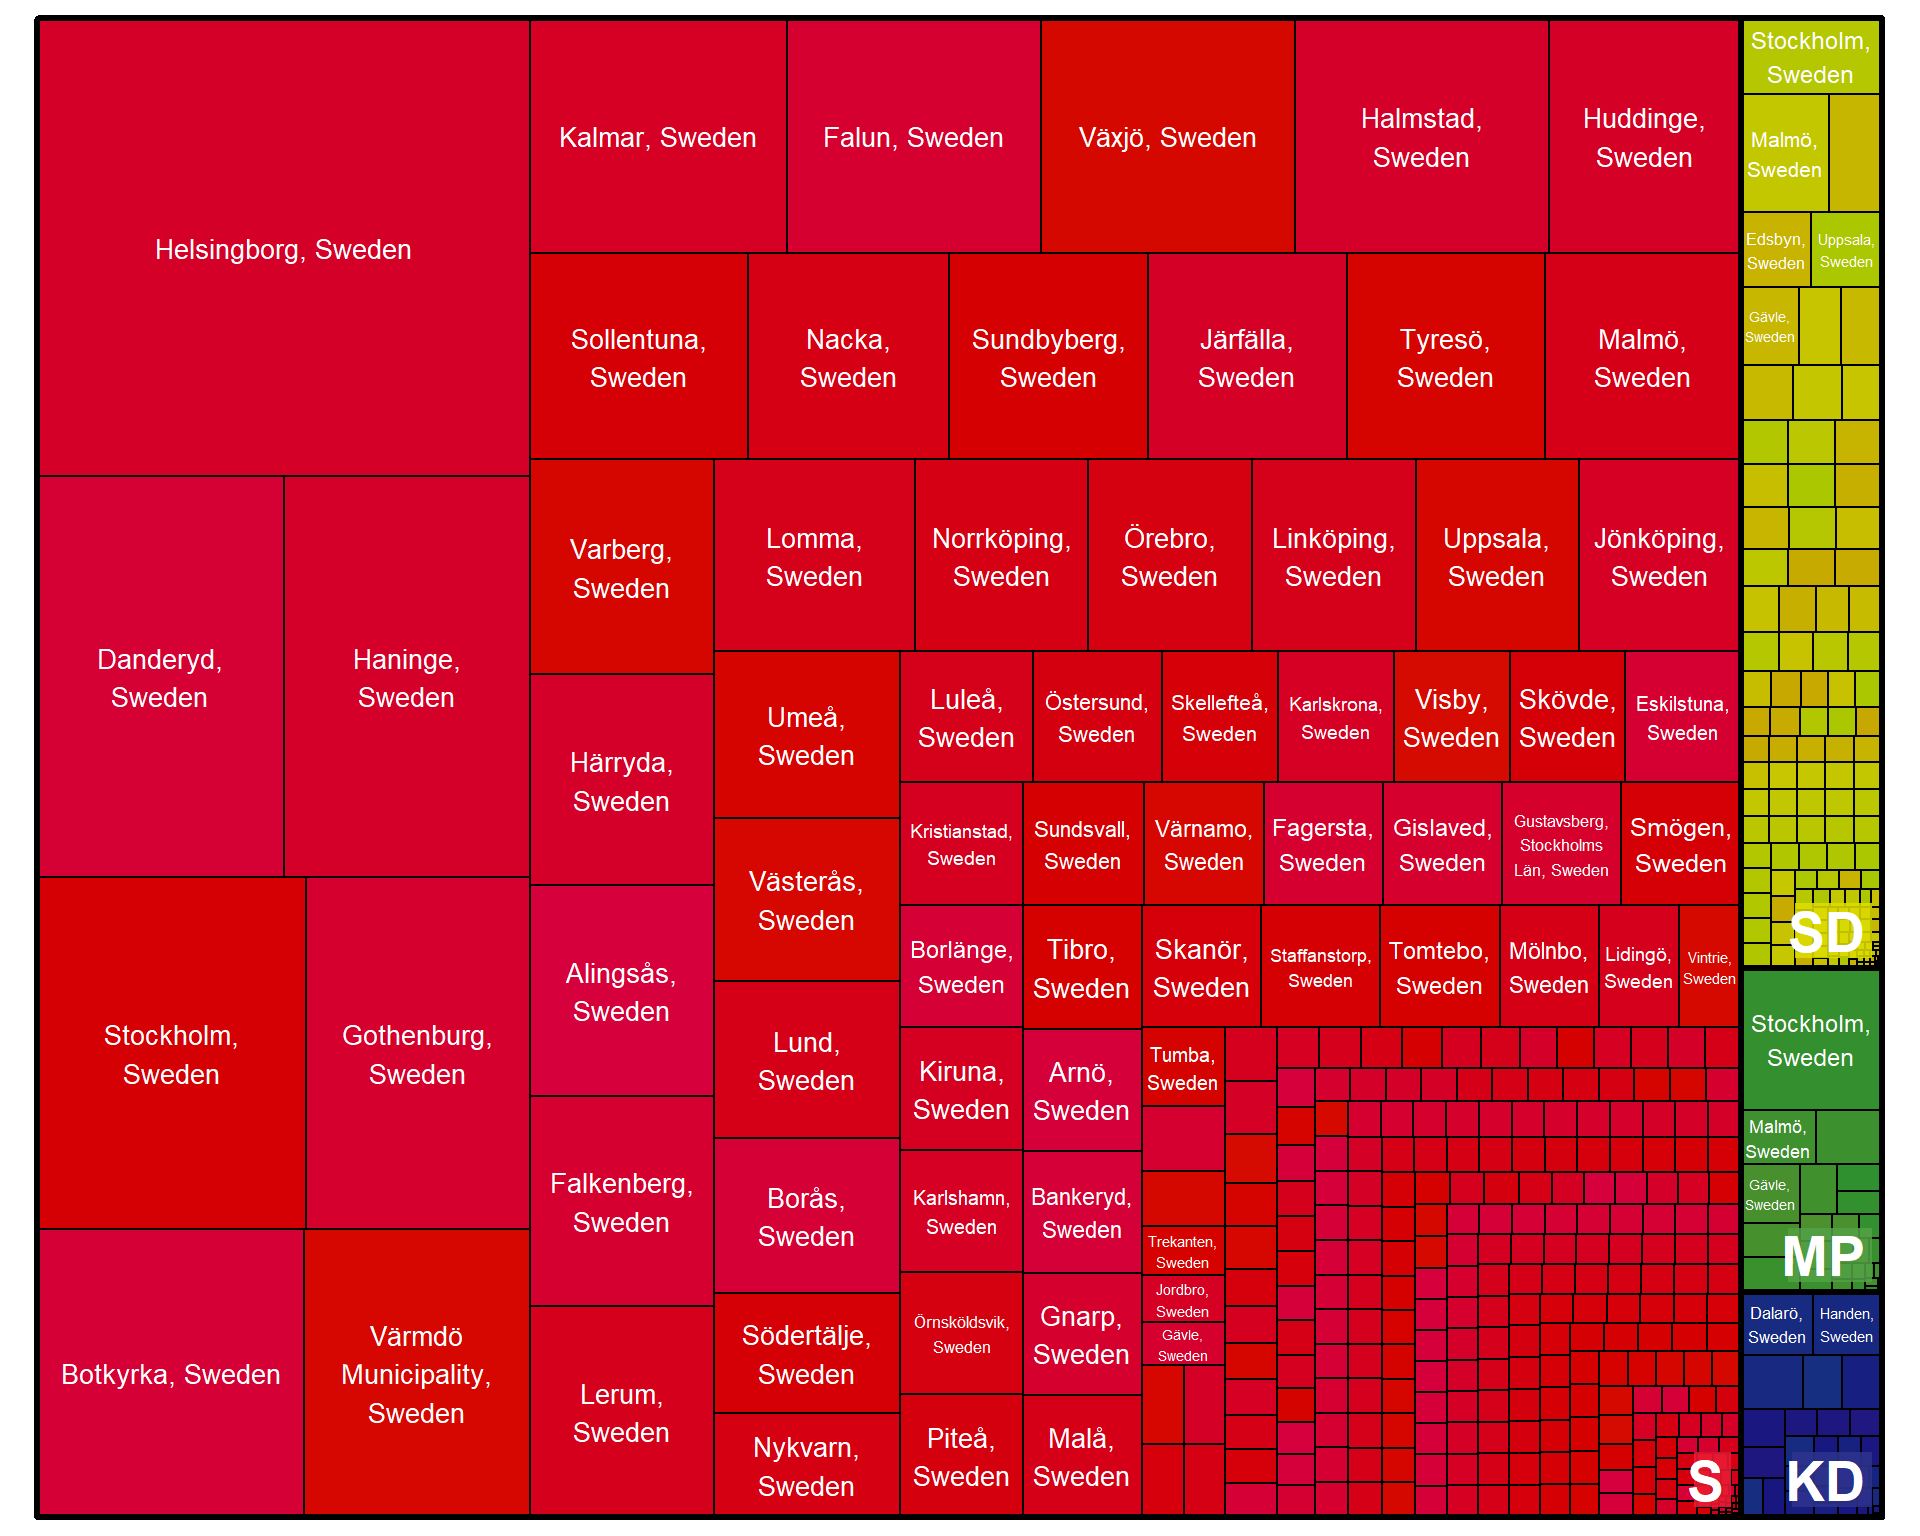 Helsingborg, Sweden
Kalmar, Sweden
Falun, Sweden
Växjö, Sweden
Halmstad,
Sweden
Huddinge,
Sweden
Sollentuna,
Sweden
Nacka,
Sweden
Sundbyberg,
Sweden
Järfälla,
Sweden
Tyresö,
Sweden
Malmö,
Sweden
Danderyd,
Sweden
Haninge,
Sweden
Varberg,
Sweden
Lomma,
Sweden
Norrköping,
Sweden
Örebro,
Sweden
Linköping,
Sweden
Uppsala,
Sweden
Jönköping,
Sweden
Härryda,
Sweden
Umeå,
Sweden
Luleå,
Sweden
Östersund,
Sweden
Skellefteå,
Sweden
Karlskrona,
Sweden
Visby,
Sweden
Skövde,
Sweden
Eskilstuna,
Sweden
Västerås,
Sweden
Kristianstad,
Sweden
Sundsvall,
Sweden
Värnamo,
Sweden
Fagersta,
Sweden
Gislaved,
Sweden
Gustavsberg,
Stockholms
Län, Sweden
Smögen,
Sweden
Stockholm,
Sweden
Gothenburg,
Sweden
Alingsås,
Sweden
Lund,
Sweden
Borlänge,
Sweden
Tibro,
Sweden
Skanör,
Sweden
Staffanstorp,
Sweden
Tomtebo,
Sweden
Mölnbo,
Sweden
Lidingö,
Sweden
Vintrie,
Sweden
Kiruna,
Sweden
Arnö,
Sweden
Tumba,
Sweden
Falkenberg,
Sweden
Borås,
Sweden
Karlshamn,
Sweden
Bankeryd,
Sweden
Trekanten,
Sweden
Jordbro,
Sweden
Gävle,
Sweden
Botkyrka, Sweden
Värmdö
Municipality,
Sweden
Lerum,
Sweden
Södertälje,
Sweden
Örnsköldsvik,
Sweden
Gnarp,
Sweden
Nykvarn,
Sweden
Piteå,
Sweden
Malå,
Sweden
S
Stockholm,
Sweden
Malmö,
Sweden
Edsbyn,
Sweden
Uppsala,
Sweden
Gävle,
Sweden
SD
Stockholm,
Sweden
Malmö,
Sweden
Gävle,
Sweden
MP
Dalarö,
Sweden
Handen,
Sweden
KD